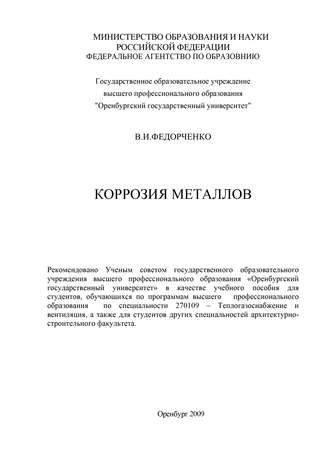 МИНИСТЕРСТВО ОБРАЗОВАНИЯ И НАУКИ
РОССИЙСКОЙ ФЕДЕРАЦИИ
ФЕДЕРАЛЬНОЕ АГЕНТСТВО ПО ОБРАЗОВНИЮ
Государственное образовательное учреждение
высшего профессионального образования
"Оренбургский государственный университет"
В.И.ФЕДОРЧЕНКО
КОРРОЗИЯ МЕТАЛЛОВ
Рекомендовано Ученым советом государственного образовательного
учреждения высшего профессионального образования «Оренбургский
государственный университет» в качестве учебного пособия для
студентов, обучающихся по программам высшего профессионального
образования по специальности 270109 – Теплогазоснабжение и
вентиляция, а также для студентов других специальностей архитектурно-
строительного факультета.
Оренбург 2009